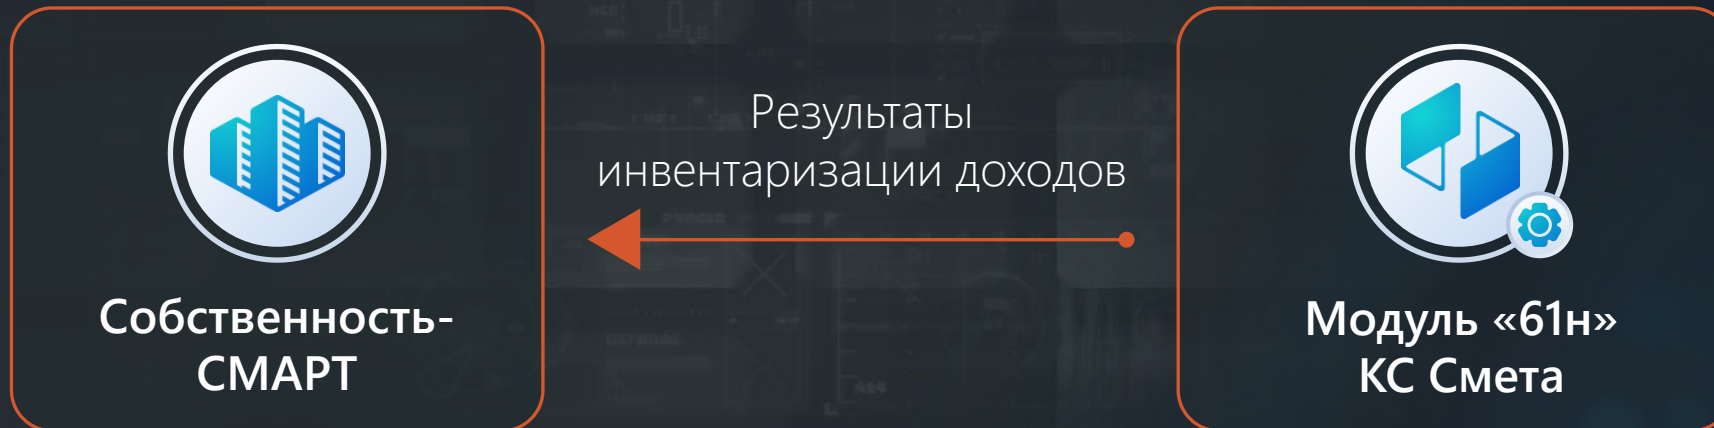 Результаты
инвентаризации доходов
Собственность-
СМАРТ
Модуль «61н»
КС Смета